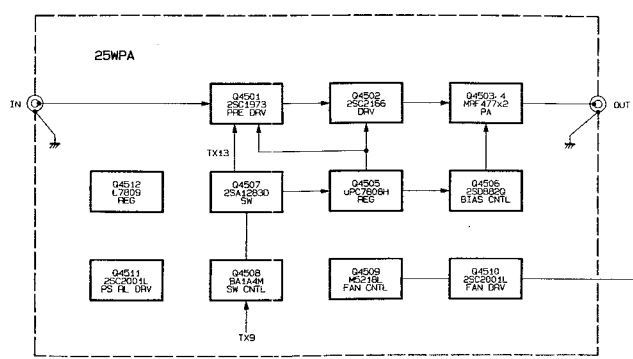 25WPA
IN
Q4501
2SC1973
PRE DRV
Q4502
2SC2166
DRV
Q4503, 4
MRF477x2
PA
OUT
TX13
Q4512
L7809
REG
Q4507
2SA1283D
SW
Q4505
uPC7808H
REG
Q4506
2SD882Q
BIAS CNTL
Q4511
2SC2001L
PS RL DRV
Q4508
BA1A4M
SW CNTL
Q4509
M5218L
FAN CNTL
Q4510
2SC2001L
FAN DRV
TX9